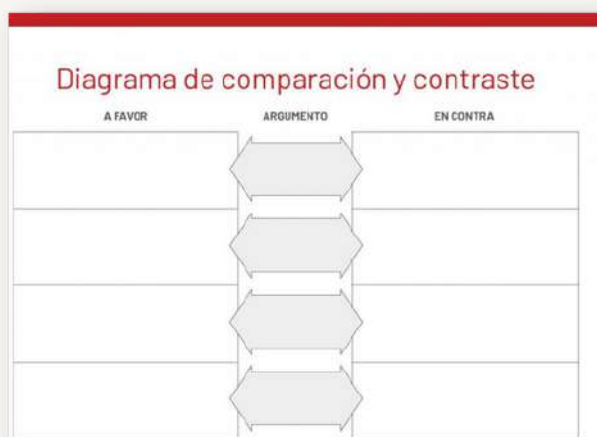 Diagrama de comparación y contraste
A FAVOR ARGUMENTO EN CONTRA